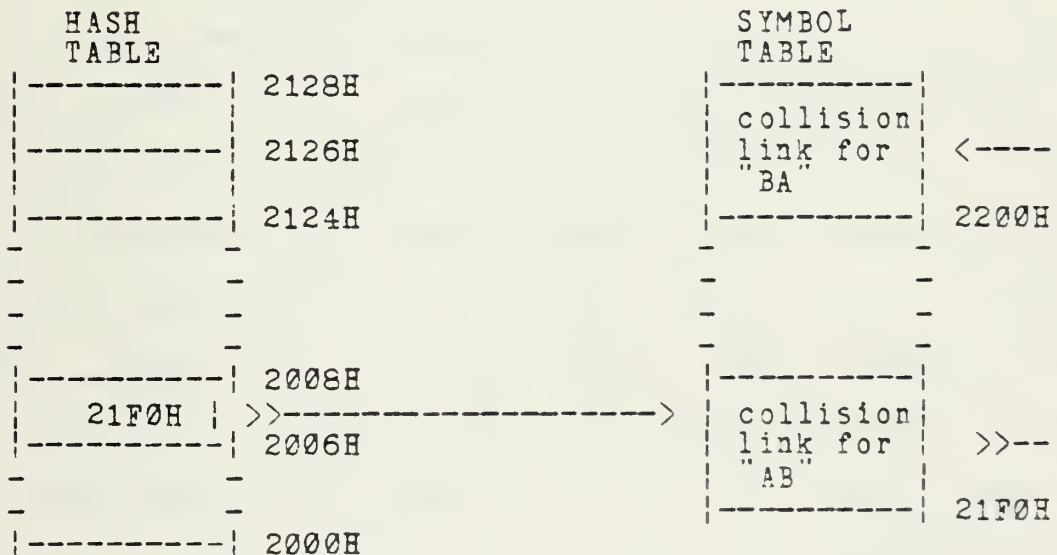 HASH TABLE
SYMBOL TABLE
2128H
2126H
2124H
2008H
21F0H >>-------------------->
2006H
2000H
collision
link for
"BA"
<----
2200H
collision
link for
"AB"
>>--
21F0H